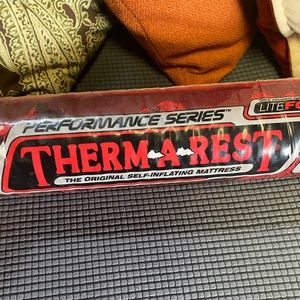 PERFORMANCE SERIES™
LITEFO
THERM-A-REST
THE ORIGINAL SELF-INFLATING MATTRESS